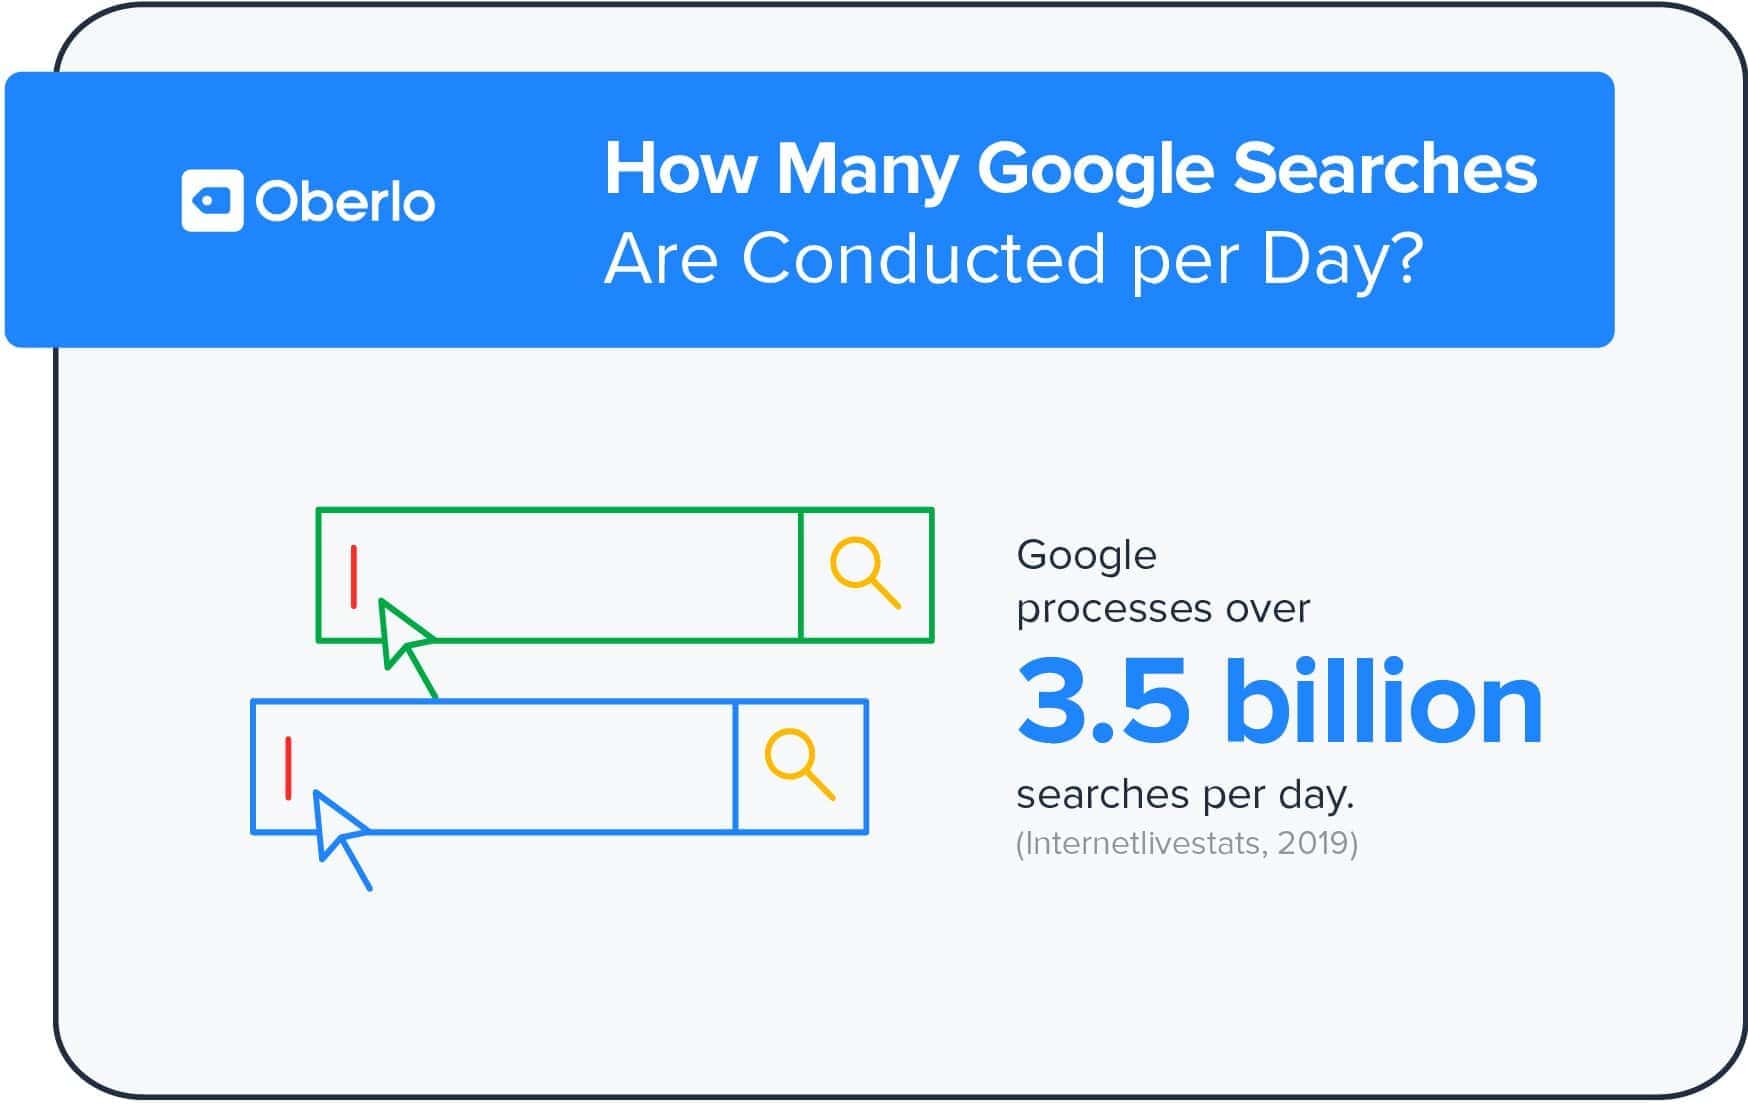 Oberlo
How Many Google Searches
Are Conducted per Day?
Google
processes over
3.5 billion
searches per day.
(Internetlivestats, 2019)